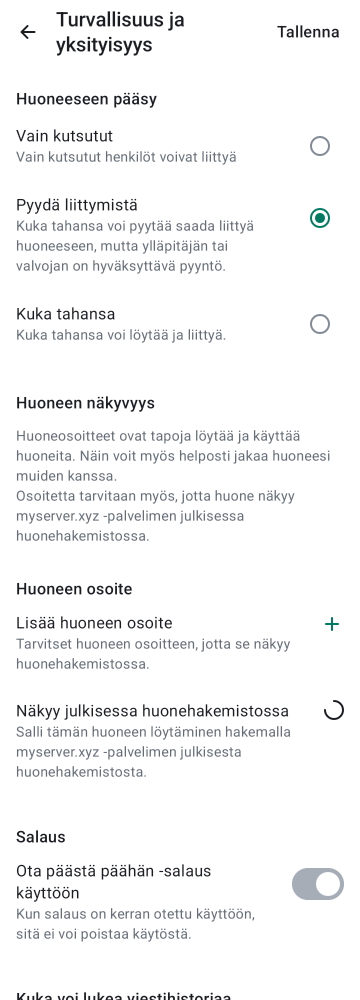 Turvallisuus ja
yksityisyys
Tallenna
Huoneeseen pääsy
Vain kutsutut
Vain kutsutut henkilöt voivat liittyä
Pyydä liittymistä
Kuka tahansa voi pyytää saada liittyä
huoneeseen, mutta ylläpitäjän tai
valvojan on hyväksyttävä pyyntö.
Kuka tahansa
Kuka tahansa voi löytää ja liittyä.
Huoneen näkyvyys
Huoneosoitteet ovat tapoja löytää ja käyttää
huoneita. Näin voit myös helposti jakaa huoneesi
muiden kanssa.
Osoitetta tarvitaan myös, jotta huone näkyy
myserver.xyz -palvelimen julkisessa
huonehakemistossa.
Huoneen osoite
Lisää huoneen osoite
Tarvitset huoneen osoitteen, jotta se näkyy
huonehakemistossa.
Näkyy julkisessa huonehakemistossa
Salli tämän huoneen löytäminen hakemalla
myserver.xyz -palvelimen julkisesta
huonehakemistosta.
Salaus
Ota päästä päähän -salaus
käyttöön
Kun salaus on kerran otettu käyttöön,
sitä ei voi poistaa käytöstä.
Kuka voi lukea viestihistoriaa